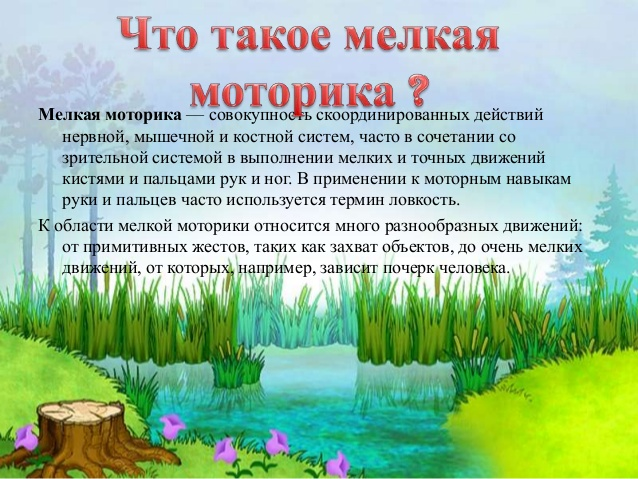 Что такое мелкая
моторика ?
Мелкая моторика — совокупность скоординированных действий
нервной, мышечной и костной систем, часто в сочетании со
зрительной системой в выполнении мелких и точных движений
кистями и пальцами рук и ног. В применении к моторным навыкам
руки и пальцев часто используется термин ловкость.
К области мелкой моторики относится много разнообразных движений:
от примитивных жестов, таких как захват объектов, до очень мелких
движений, от которых, например, зависит почерк человека.